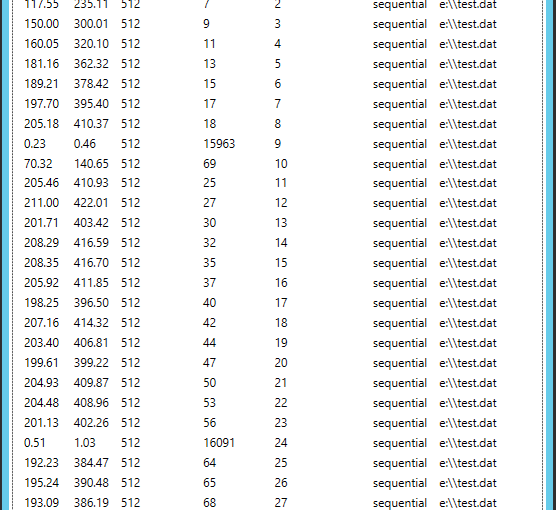 117.55 235.11 512 7 2 sequential e:\\test.dat
150.00 300.01 512 9 3 sequential e:\\test.dat
160.05 320.10 512 11 4 sequential e:\\test.dat
181.16 362.32 512 13 5 sequential e:\\test.dat
189.21 378.42 512 15 6 sequential e:\\test.dat
197.70 395.40 512 17 7 sequential e:\\test.dat
205.18 410.37 512 18 8 sequential e:\\test.dat
0.23 0.46 512 15963 9 sequential e:\\test.dat
70.32 140.65 512 69 10 sequential e:\\test.dat
205.46 410.93 512 25 11 sequential e:\\test.dat
211.00 422.01 512 27 12 sequential e:\\test.dat
201.71 403.42 512 30 13 sequential e:\\test.dat
208.29 416.59 512 32 14 sequential e:\\test.dat
208.35 416.70 512 35 15 sequential e:\\test.dat
205.92 411.85 512 37 16 sequential e:\\test.dat
198.25 396.50 512 40 17 sequential e:\\test.dat
207.16 414.32 512 42 18 sequential e:\\test.dat
203.40 406.81 512 44 19 sequential e:\\test.dat
199.61 399.22 512 47 20 sequential e:\\test.dat
204.93 409.87 512 50 21 sequential e:\\test.dat
204.48 408.96 512 53 22 sequential e:\\test.dat
201.13 402.26 512 56 23 sequential e:\\test.dat
0.51 1.03 512 16091 24 sequential e:\\test.dat
192.23 384.47 512 64 25 sequential e:\\test.dat
195.24 390.48 512 65 26 sequential e:\\test.dat
193.09 386.19 512 68 27 sequential e:\\test.dat